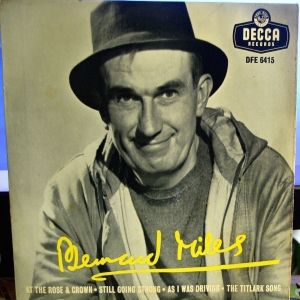 DECCA
RECORDS
DFE 6415
Bernard Miles
AT THE ROSE & CROWN • STILL GOING STRONG • AS I WAS DRIVING • THE TITLARK SONG